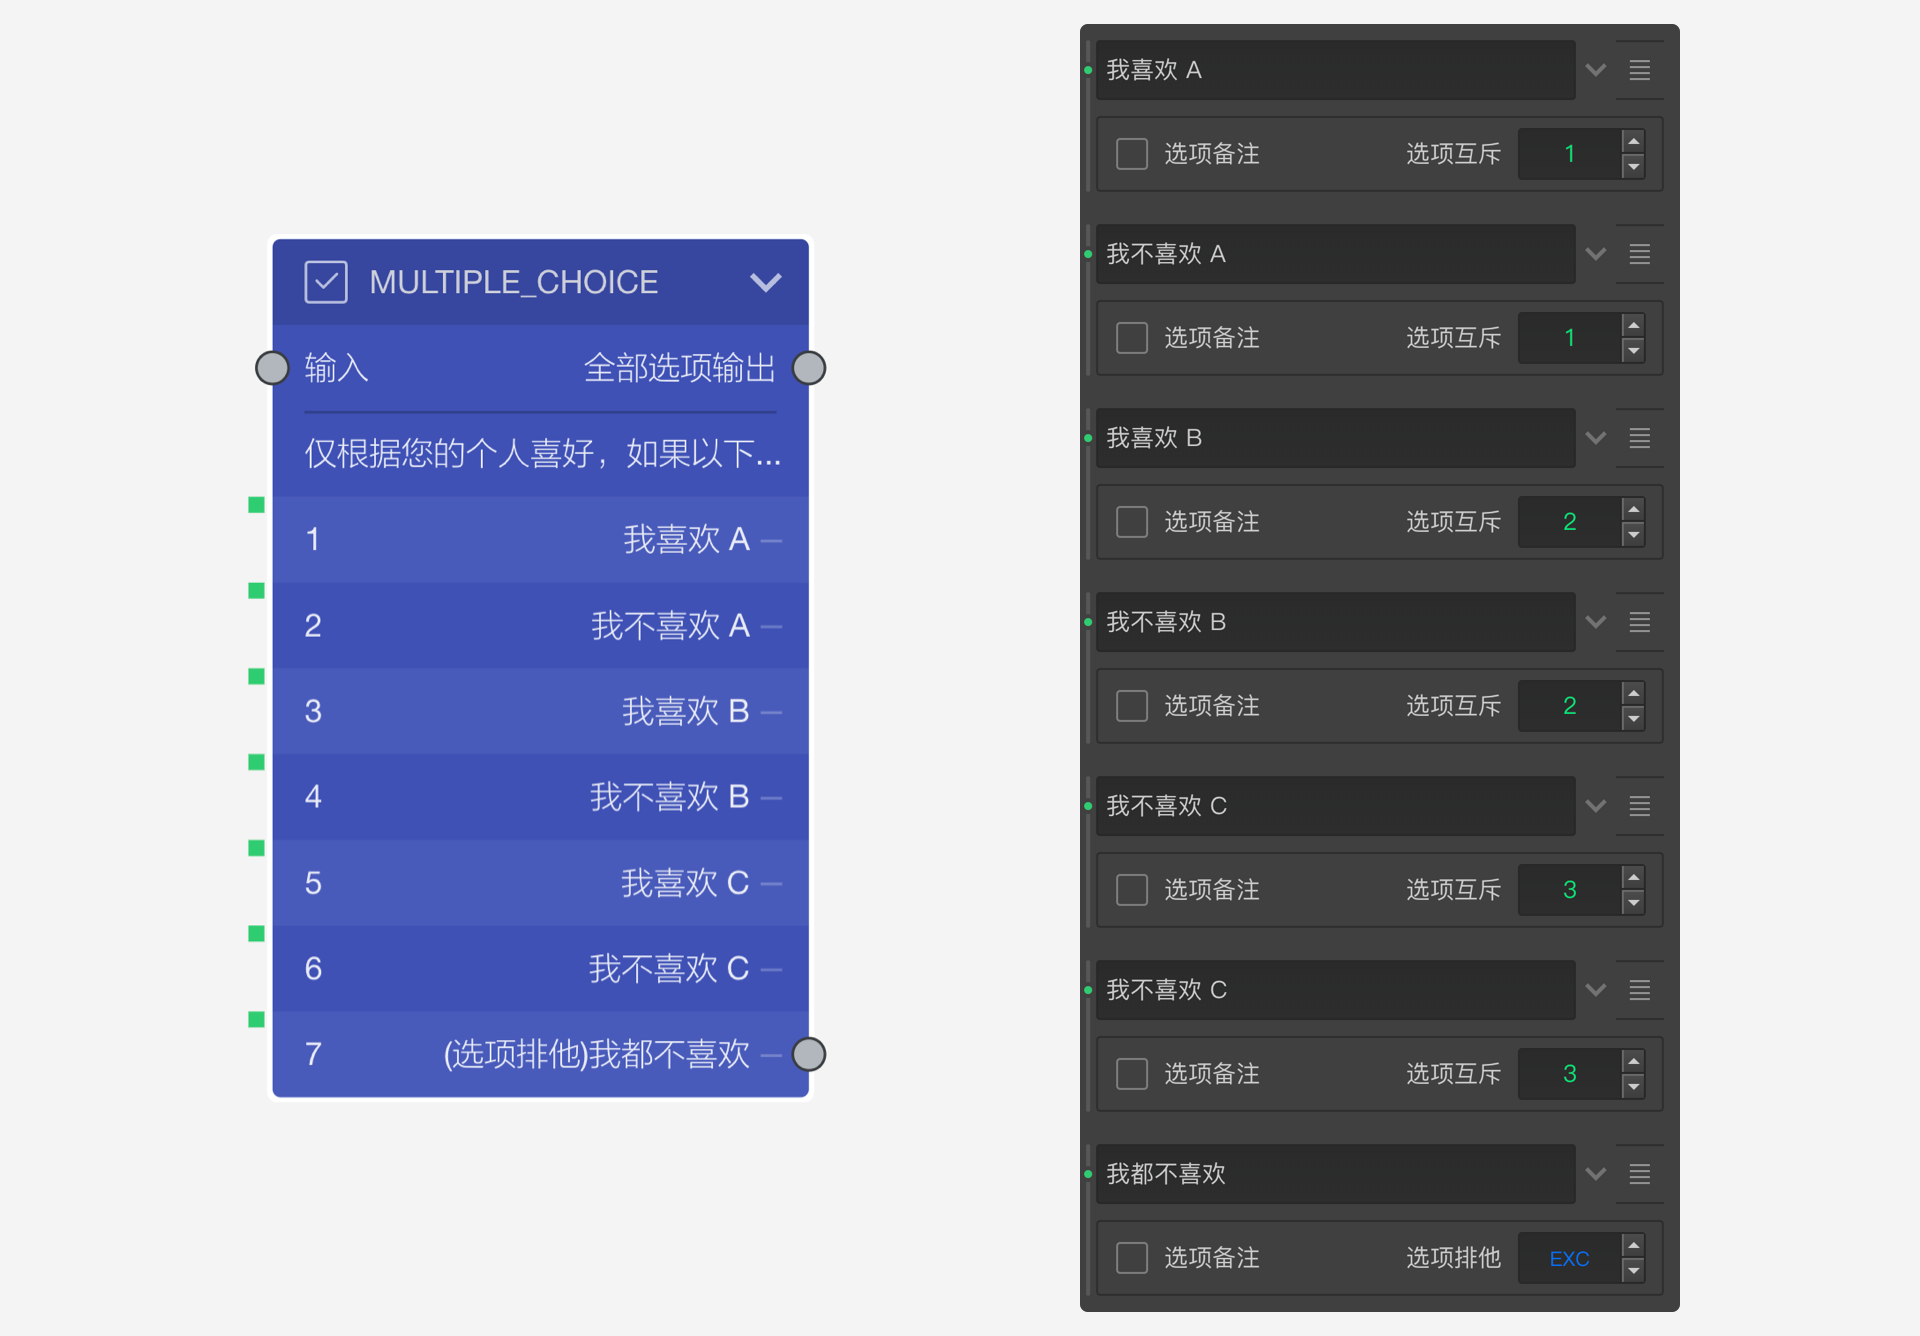 MULTIPLE_CHOICE
输入 全部选项输出
仅根据您的个人喜好，如果以下...
1 我喜欢 A
2 我不喜欢 A
3 我喜欢 B
4 我不喜欢 B
5 我喜欢 C
6 我不喜欢 C
7 (选项排他)我都不喜欢
我喜欢 A
选项备注 选项互斥 1
我不喜欢 A
选项备注 选项互斥 1
我喜欢 B
选项备注 选项互斥 2
我不喜欢 B
选项备注 选项互斥 2
我不喜欢 C
选项备注 选项互斥 3
我不喜欢 C
选项备注 选项互斥 3
我都不喜欢
选项备注 选项排他 EXC